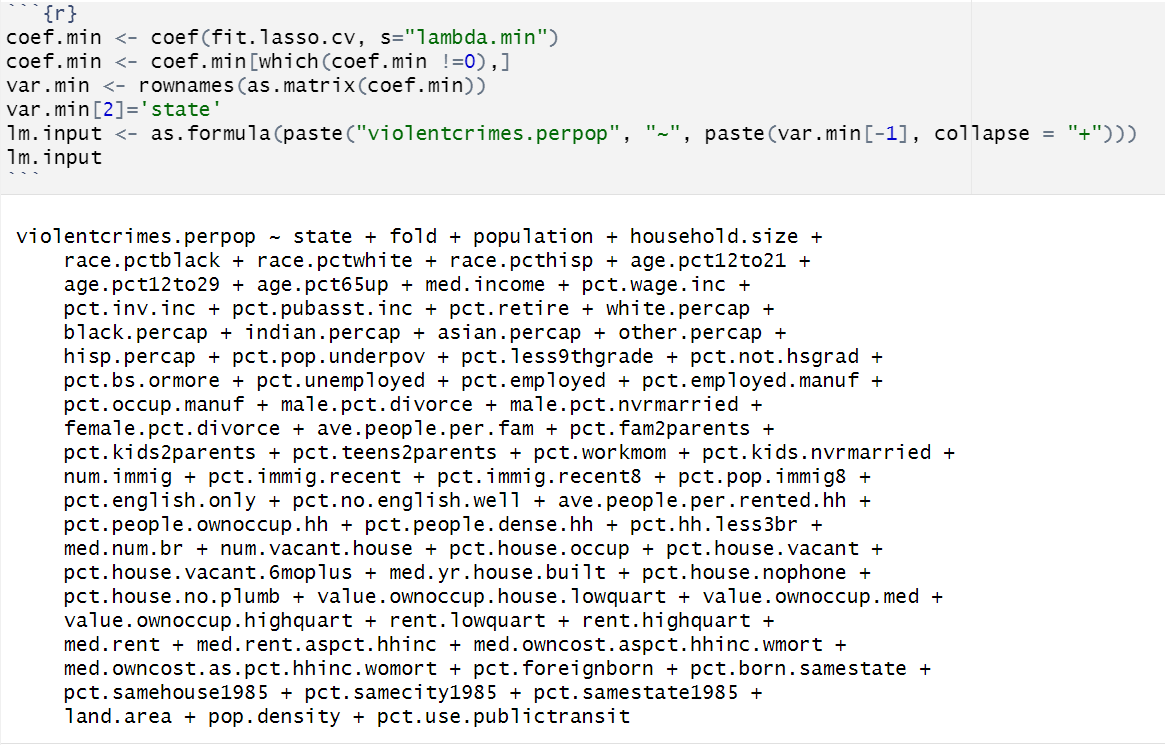 ```{r}
coef.min <- coef(fit.lasso.cv, s="lambda.min")
coef.min <- coef.min[which(coef.min !=0),]
var.min <- rownames(as.matrix(coef.min))
var.min[2]='state'
lm.input <- as.formula(paste("violentcrimes.perpop", "~", paste(var.min[-1], collapse = "+")))
lm.input
```
violentcrimes.perpop ~ state + fold + population + household.size +
race.pctblack + race.pctwhite + race.pcthisp + age.pct12to21 +
age.pct12to29 + age.pct65up + med.income + pct.wage.inc +
pct.inv.inc + pct.pubasst.inc + pct.retire + white.percap +
black.percap + indian.percap + asian.percap + other.percap +
hisp.percap + pct.pop.underpov + pct.less9thgrade + pct.not.hsgrad +
pct.bs.ormore + pct.unemployed + pct.employed + pct.employed.manuf +
pct.occup.manuf + male.pct.divorce + male.pct.nvrmarried +
female.pct.divorce + ave.people.per.fam + pct.fam2parents +
pct.kids2parents + pct.teens2parents + pct.workmom + pct.kids.nvrmarried +
num.immig + pct.immig.recent + pct.immig.recent8 + pct.pop.immig8 +
pct.english.only + pct.no.english.well + ave.people.per.rented.hh +
pct.people.ownoccup.hh + pct.people.dense.hh + pct.hh.less3br +
med.num.br + num.vacant.house + pct.house.occup + pct.house.vacant +
pct.house.vacant.6moplus + med.yr.house.built + pct.house.nophone +
pct.house.no.plumb + value.ownoccup.house.lowquart + value.ownoccup.med +
value.ownoccup.highquart + rent.lowquart + rent.highquart +
med.rent + med.rent.aspct.hhinc + med.owncost.aspct.hhinc.wmort +
med.owncost.as.pct.hhinc.womort + pct.foreignborn + pct.born.samestate +
pct.samehouse1985 + pct.samecity1985 + pct.samestate1985 +
land.area + pop.density + pct.use.publictransit